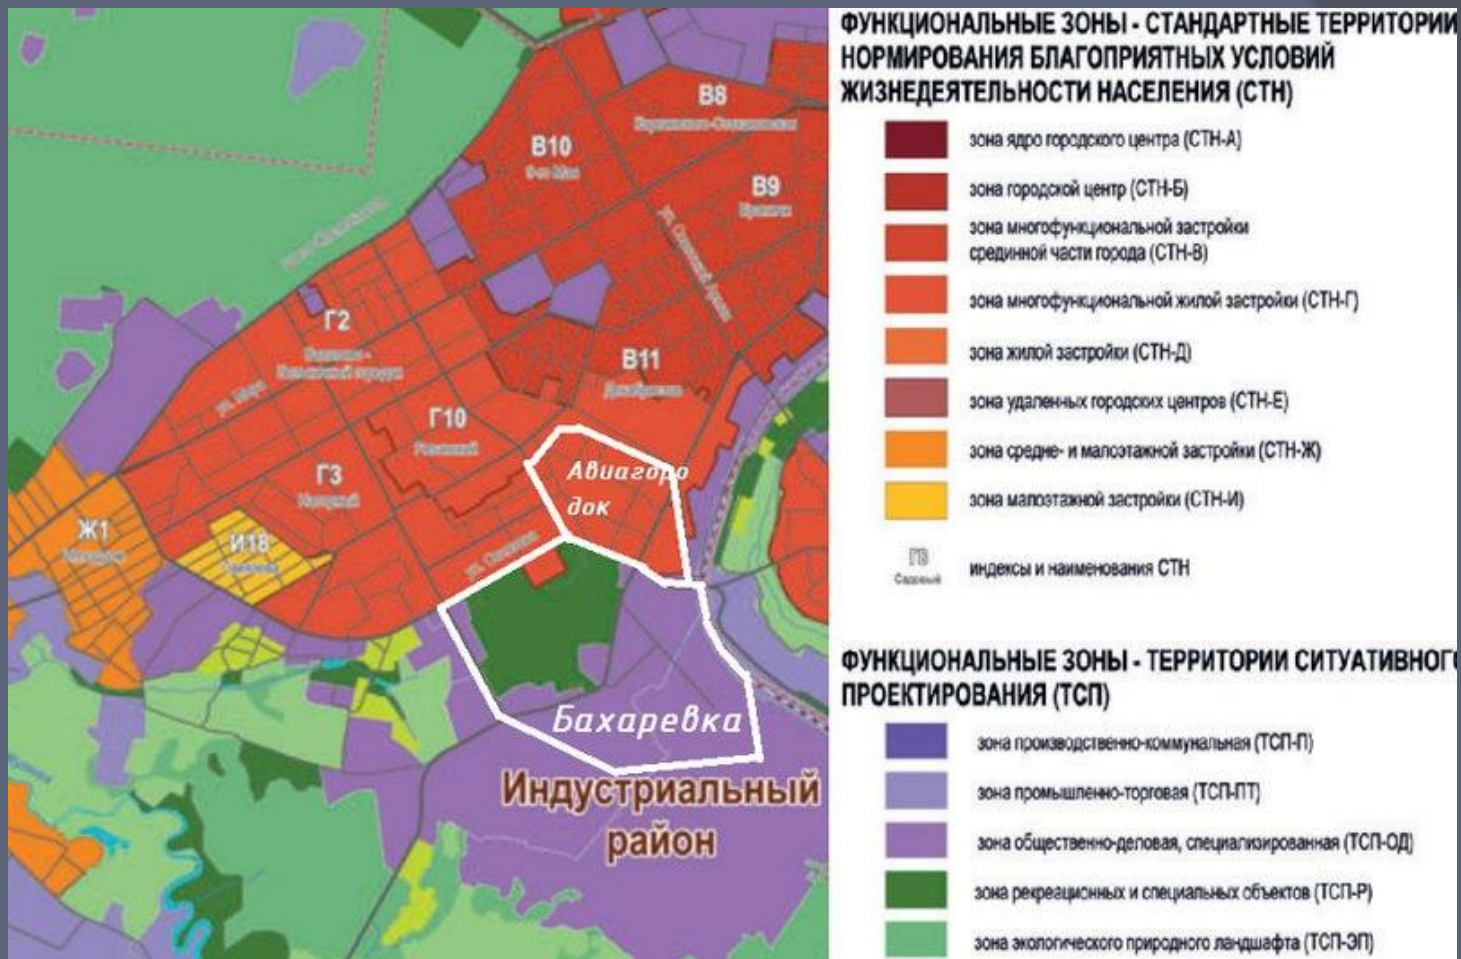 В8
В10
9-го Мая
В9
Г2
В11
Г10
Г3
Авиагоро
док
Ж1
И18
Бахаревка
Индустриальный
район
ФУНКЦИОНАЛЬНЫЕ ЗОНЫ - СТАНДАРТНЫЕ ТЕРРИТОРИИ
НОРМИРОВАНИЯ БЛАГОПРИЯТНЫХ УСЛОВИЙ
ЖИЗНЕДЕЯТЕЛЬНОСТИ НАСЕЛЕНИЯ (СТН)
зона ядро городского центра (СТН-А)
зона городской центр (СТН-Б)
зона многофункциональной застройки
срединной части города (СТН-В)
зона многофункциональной жилой застройки (СТН-Г)
зона жилой застройки (СТН-Д)
зона удаленных городских центров (СТН-Е)
зона средне- и малоэтажной застройки (СТН-Ж)
зона малоэтажной застройки (СТН-И)
Садовый
индексы и наименования СТН
ФУНКЦИОНАЛЬНЫЕ ЗОНЫ - ТЕРРИТОРИИ СИТУАТИВНОГО
ПРОЕКТИРОВАНИЯ (ТСП)
зона производственно-коммунальная (ТСП-П)
зона промышленно-торговая (ТСП-ПТ)
зона общественно-деловая, специализированная (ТСП-ОД)
зона рекреационных и специальных объектов (ТСП-Р)
зона экологического природного ландшафта (ТСП-ЭП)